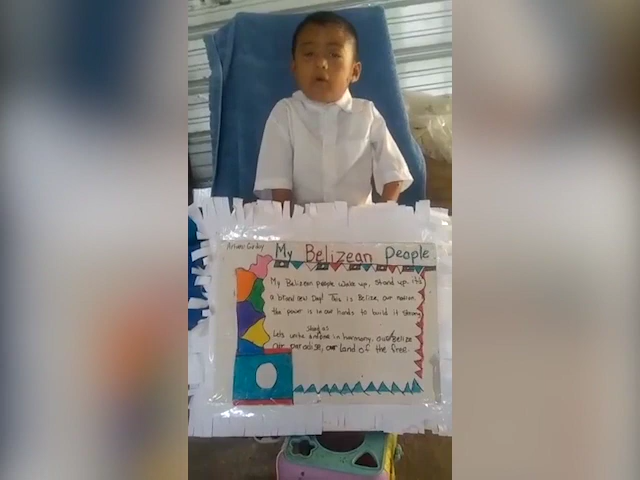 My Belizean People
My Belizean people wake up, stand up. it's
a brand new Day! This is Belize, our nation.
the power is in our hands to build it strong
stand as
Lets unite in harmony. our Belize
our paradise, our Land of the free.